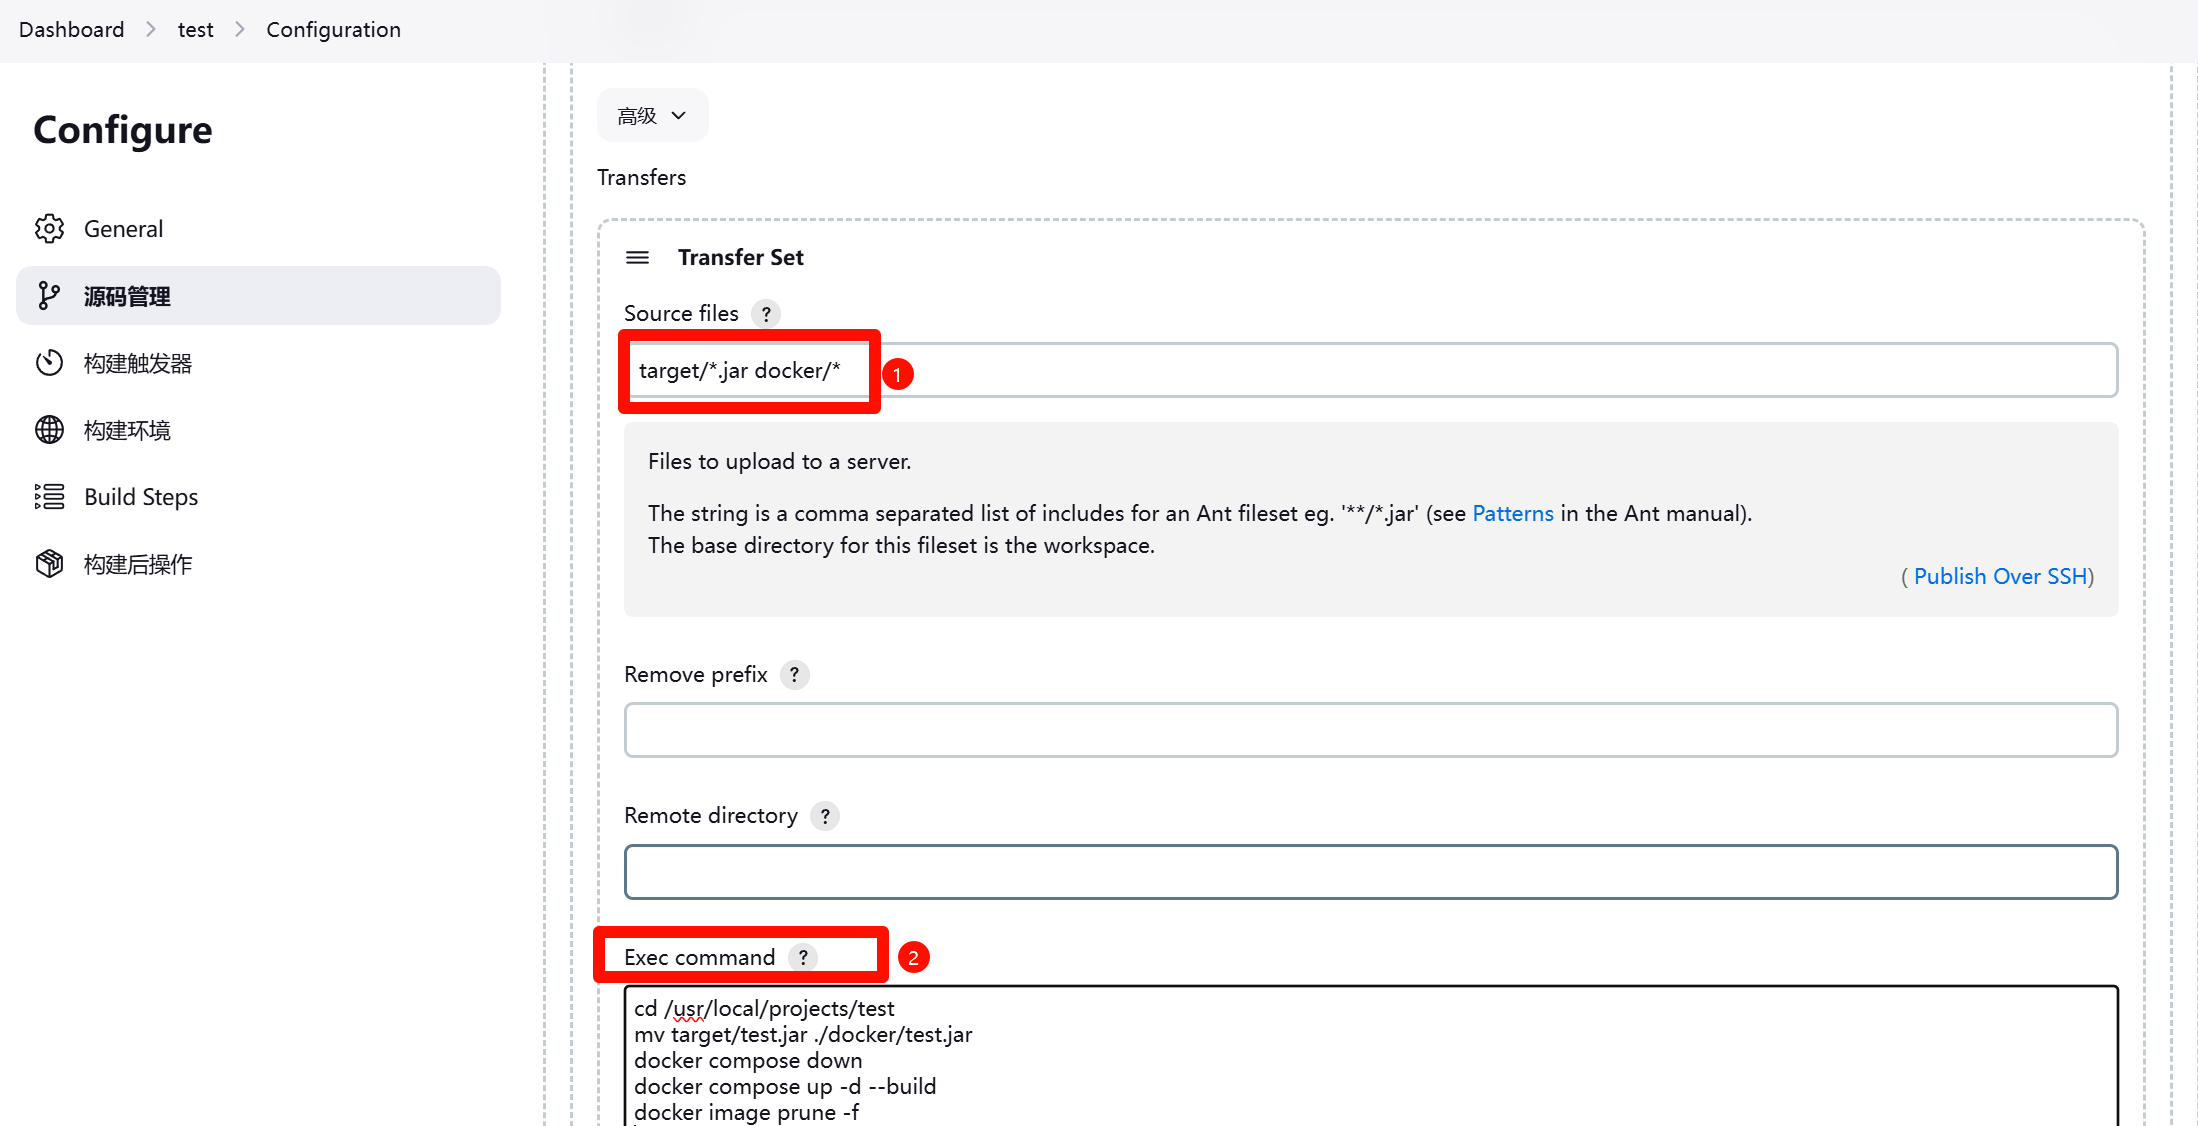 Dashboard > test > Configuration
Configure
General
源码管理
构建触发器
构建环境
Build Steps
构建后操作
高级
Transfers
Transfer Set
Source files ?
target/*.jar docker/*
1
Files to upload to a server.
The string is a comma separated list of includes for an Ant fileset eg. '**/*.jar' (see Patterns in the Ant manual).
The base directory for this fileset is the workspace.
( Publish Over SSH)
Remove prefix ?
Remote directory ?
Exec command ?
2
cd /usr/local/projects/test
mv target/test.jar ./docker/test.jar
docker compose down
docker compose up -d --build
docker image prune -f